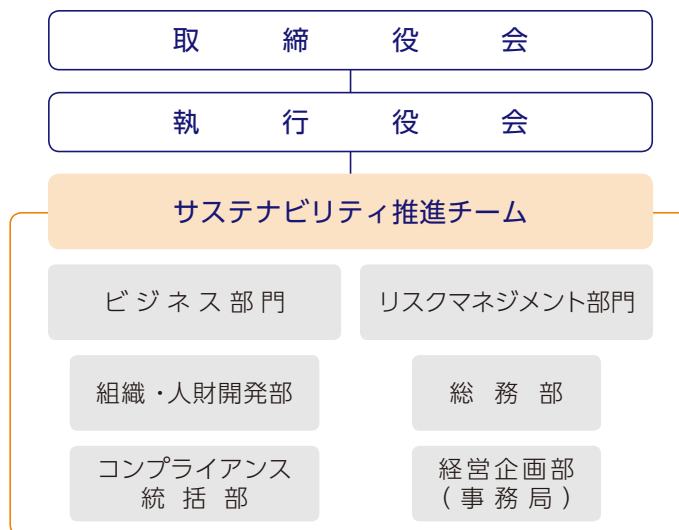 取締役会
執行役会
サステナビリティ推進チーム
ビジネス部門
リスクマネジメント部門
組織・人財開発部
総務部
コンプライアンス
統括部
経営企画部
(事務局)